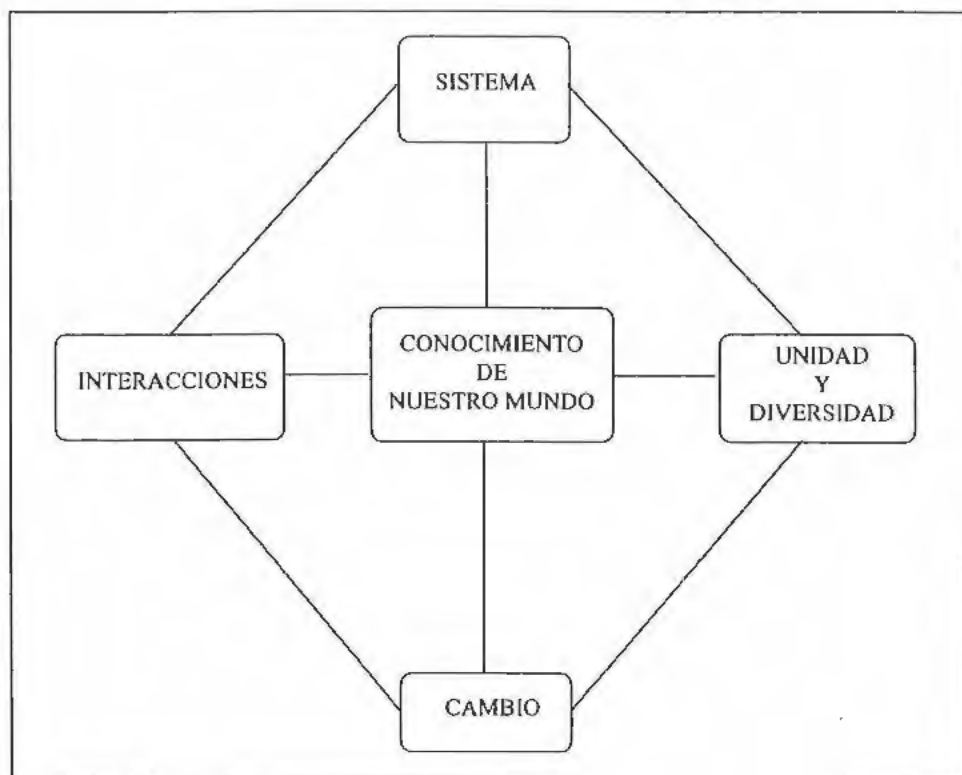 SISTEMA
INTERACCIONES
CONOCIMIENTO
DE
NUESTRO MUNDO
UNIDAD
Y
DIVERSIDAD
CAMBIO